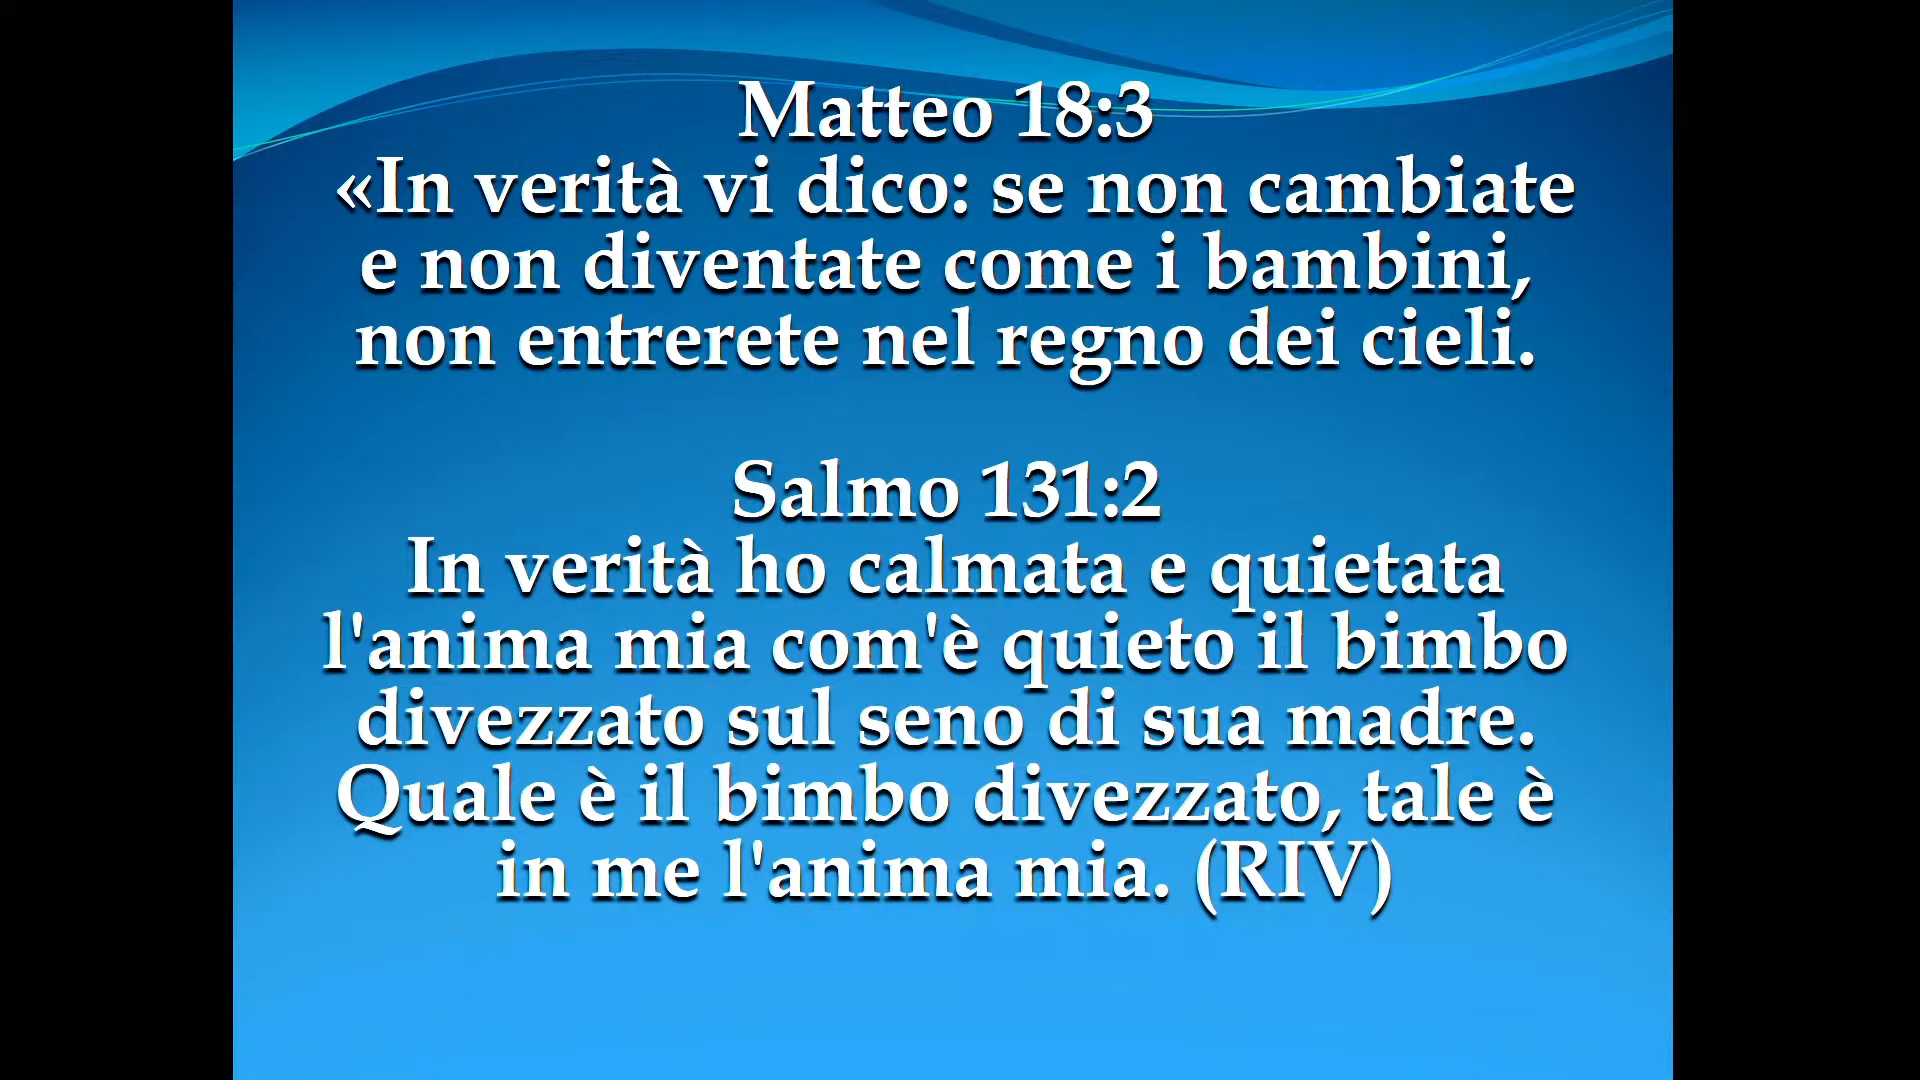 Matteo 18:3
«In verità vi dico: se non cambiate
e non diventate come i bambini,
non entrerete nel regno dei cieli.
Salmo 131:2
In verità ho calmata e quietata
l'anima mia com'è quieto il bimbo
divezzato sul seno di sua madre.
Quale è il bimbo divezzato, tale è
in me l'anima mia. (RIV)